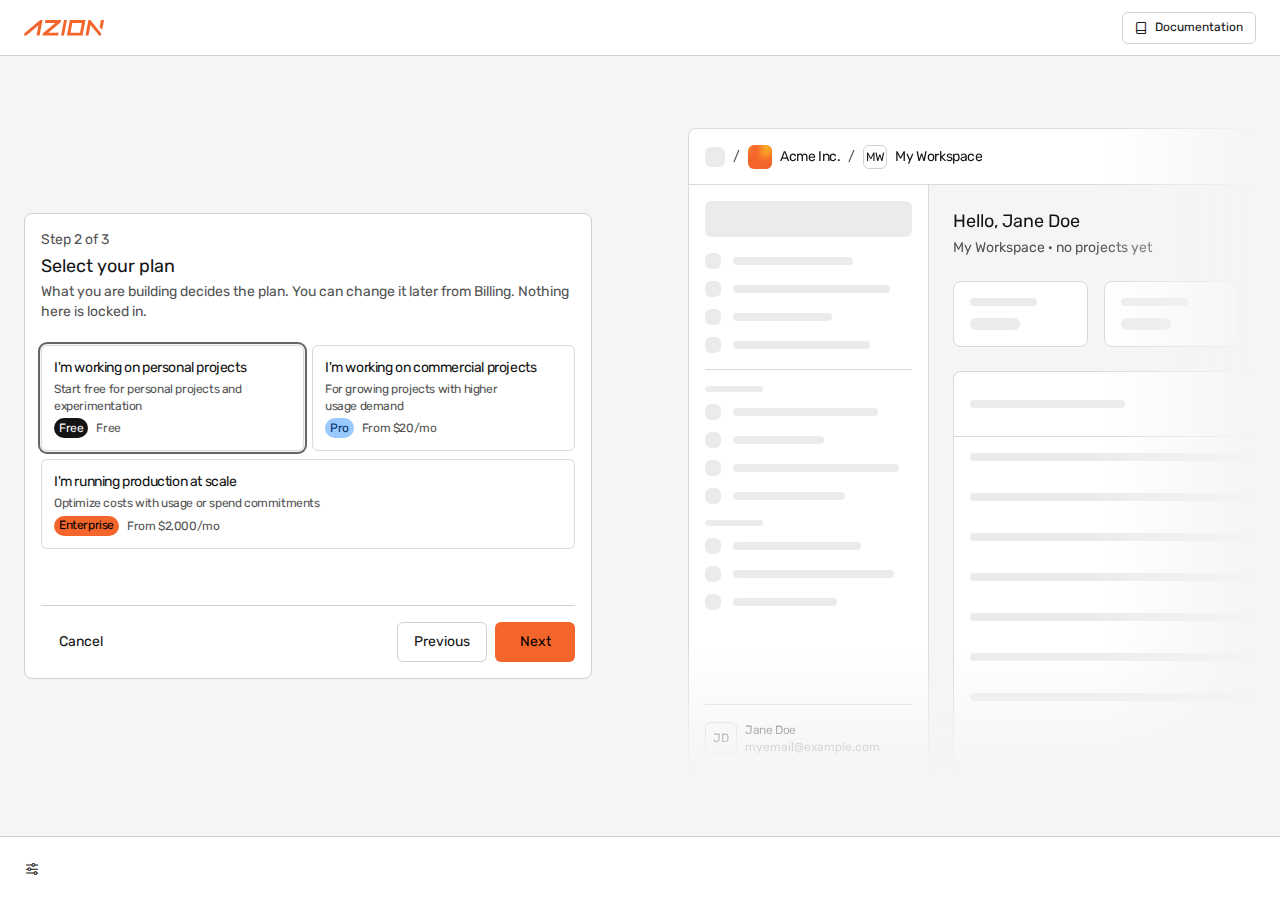 AZION
Documentation
Step 2 of 3
Select your plan
What you are building decides the plan. You can change it later from Billing. Nothing
here is locked in.
I'm working on personal projects
Start free for personal projects and
experimentation
Free Free
I'm working on commercial projects
For growing projects with higher
usage demand
Pro From $20/mo
I'm running production at scale
Optimize costs with usage or spend commitments
Enterprise From $2,000/mo
Cancel
Previous
Next
/ Acme Inc. / MW My Workspace
Hello, Jane Doe
My Workspace • no projects yet
JD
Jane Doe
myemail@example.com